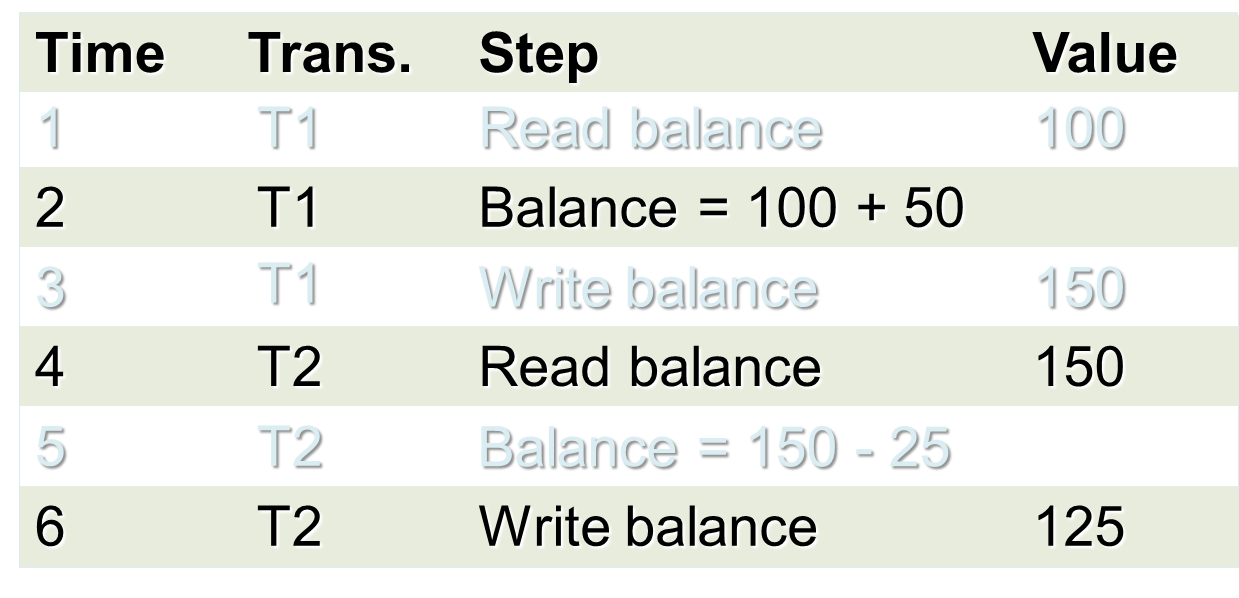 Time Trans. Step Value
1 T1 Read balance 100
2 T1 Balance = 100 + 50
3 T1 Write balance 150
4 T2 Read balance 150
5 T2 Balance = 150 - 25
6 T2 Write balance 125